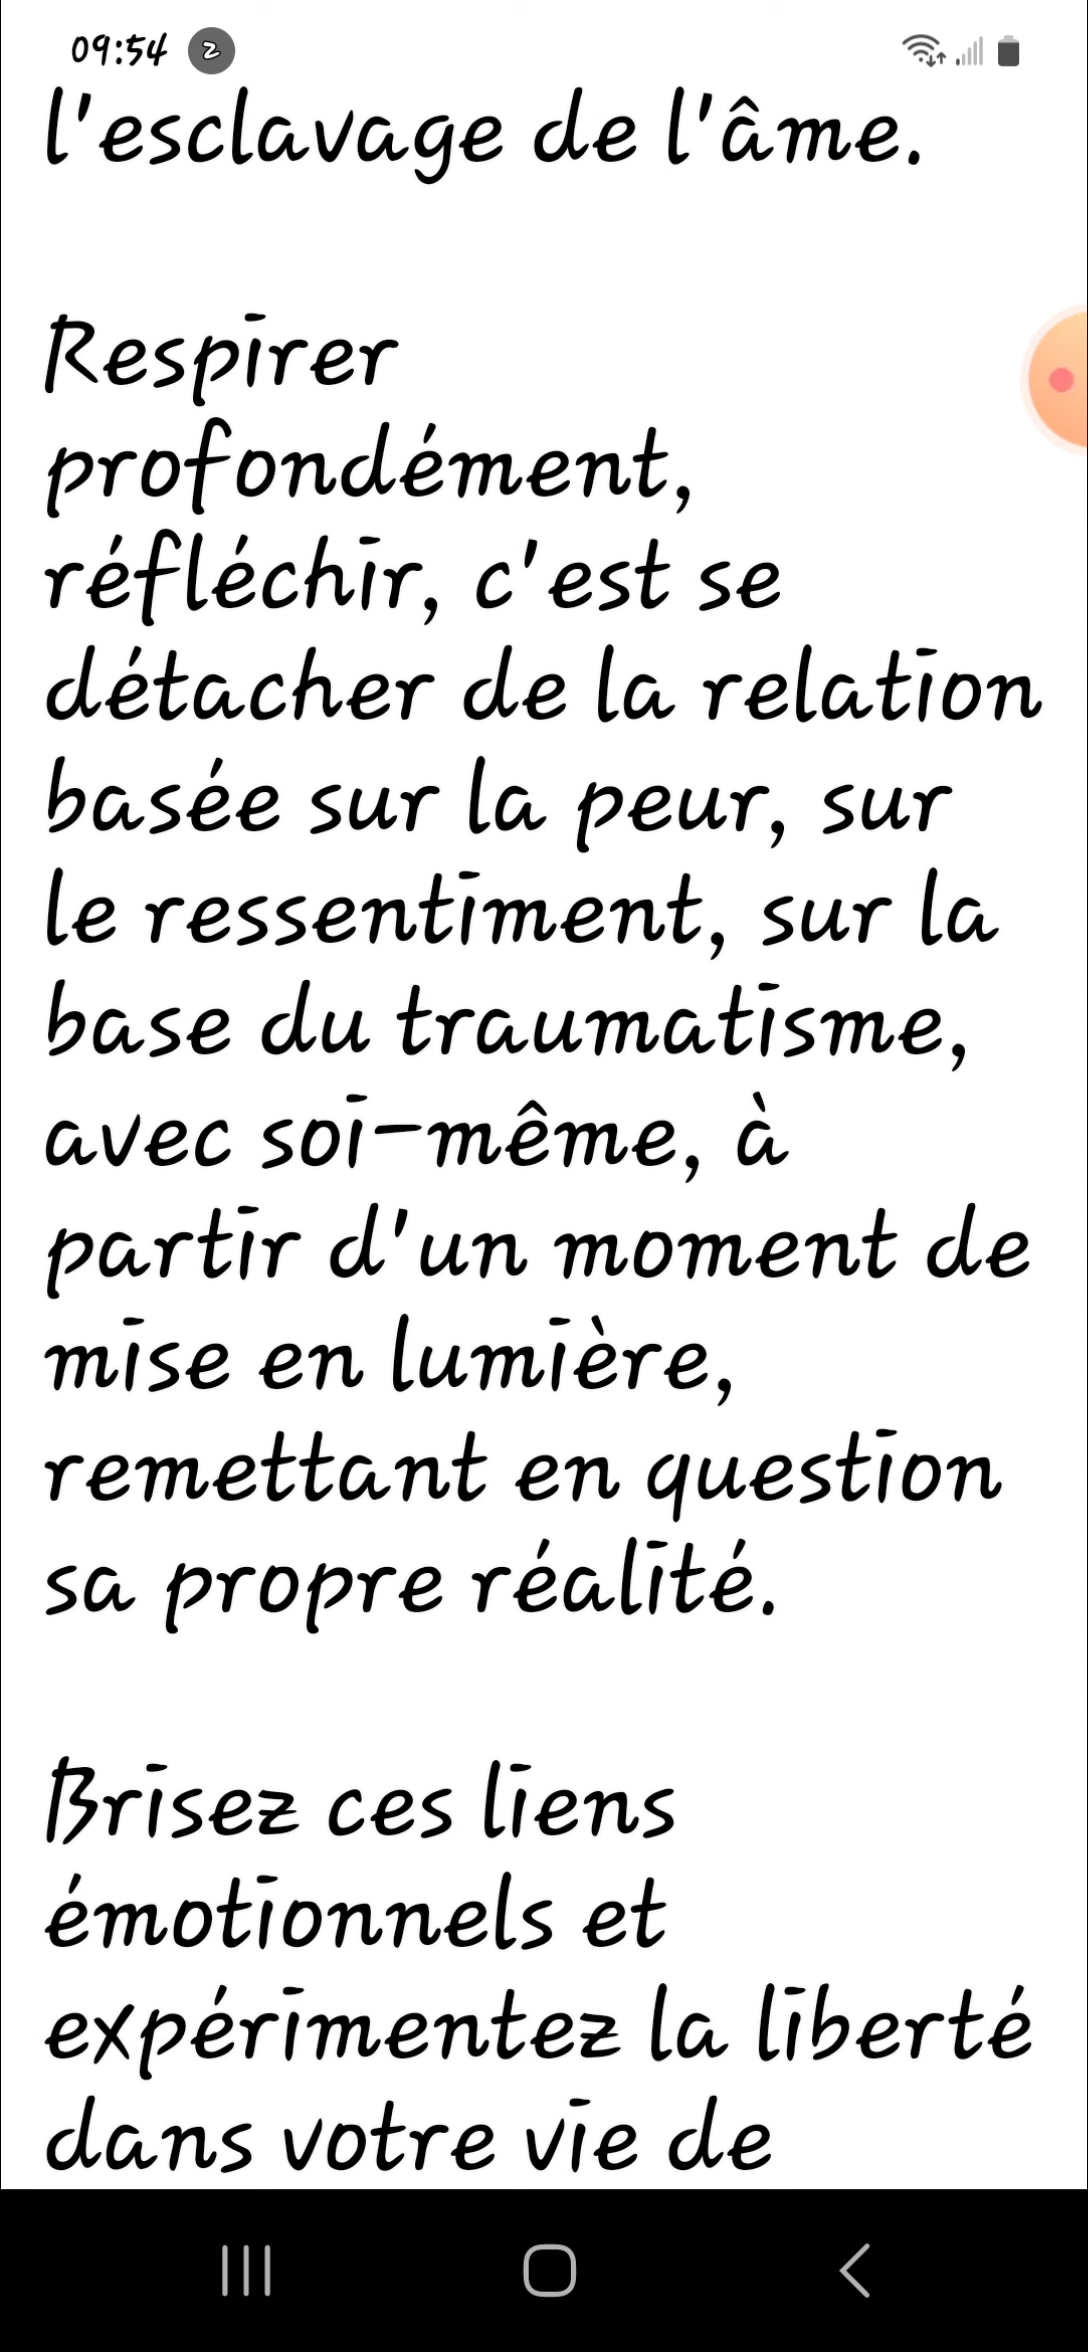 09:54 2
l'esclavage de l'âme.
Respirer
profondément,
réfléchir, c'est se
détacher de la relation
basée sur la peur, sur
le ressentiment, sur la
base du traumatisme,
avec soi-même, à
partir d'un moment de
mise en lumière,
remettant en question
sa propre réalité.
Brisez ces liens
émotionnels et
expérimentez la liberté
dans votre vie de